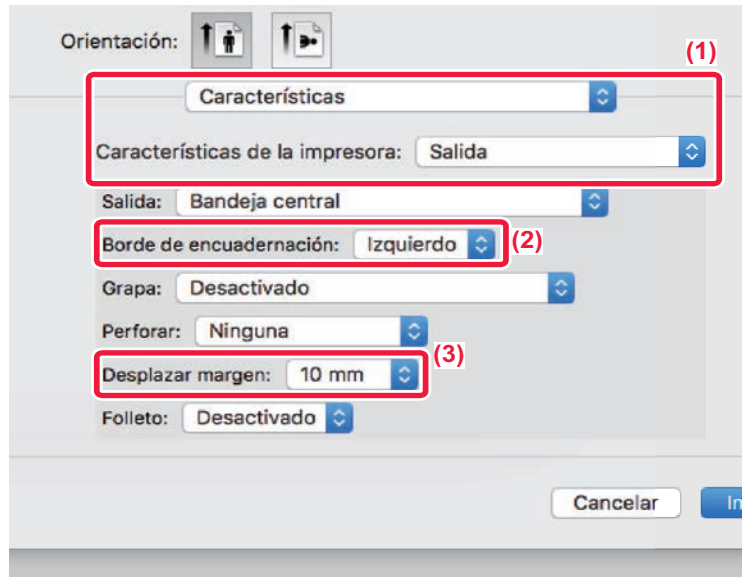 Orientación:
(1)
Características
Características de la impresora: Salida
Salida: Bandeja central
Borde de encuadernación: Izquierdo (2)
Grapa: Desactivado
Perforar: Ninguna
(3)
Desplazar margen: 10 mm
Folleto: Desactivado
Cancelar In